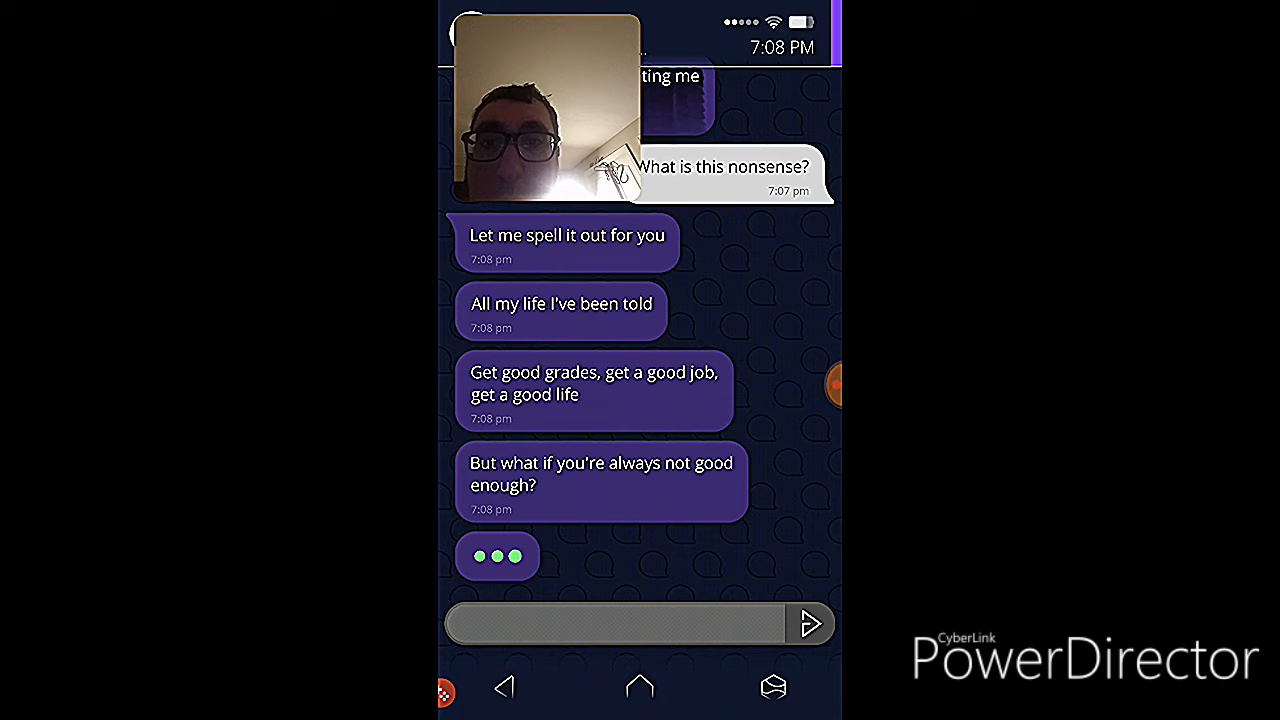 7:08 PM
ting me
What is this nonsense?
7:07 pm
Let me spell it out for you
7:08 pm
All my life I've been told
7:08 pm
Get good grades, get a good job,
get a good life
7:08 pm
But what if you're always not good
enough?
7:08 pm
CyberLink
PowerDirector